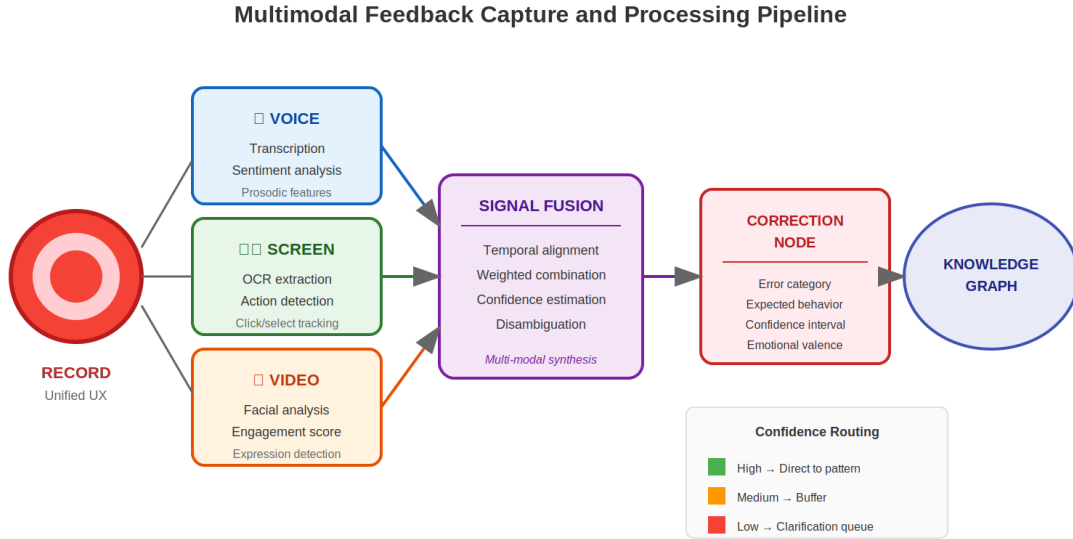 Multimodal Feedback Capture and Processing Pipeline
VOICE
Transcription
Sentiment analysis
Prosodic features
SCREEN
OCR extraction
Action detection
Click/select tracking
VIDEO
Facial analysis
Engagement score
Expression detection
RECORD
Unified UX
SIGNAL FUSION
Temporal alignment
Weighted combination
Confidence estimation
Disambiguation
Multi-modal synthesis
CORRECTION
NODE
Error category
Expected behavior
Confidence interval
Emotional valence
KNOWLEDGE
GRAPH
Confidence Routing
High → Direct to pattern
Medium → Buffer
Low → Clarification queue